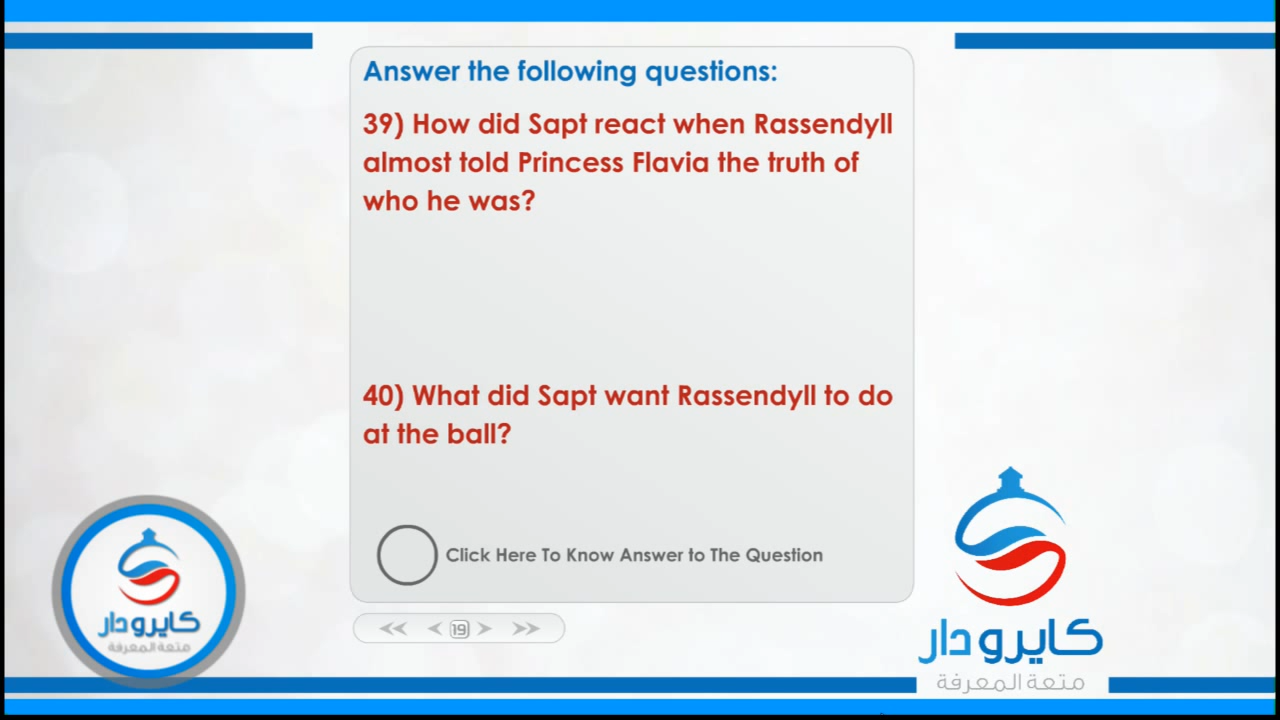 Answer the following questions:
39) How did Sapt react when Rassendyll
almost told Princess Flavia the truth of
who he was?
40) What did Sapt want Rassendyll to do
at the ball?
Click Here To Know Answer to The Question
19
كايرو دار
متعة المعرفة
كايرو دار
متعة المعرفة